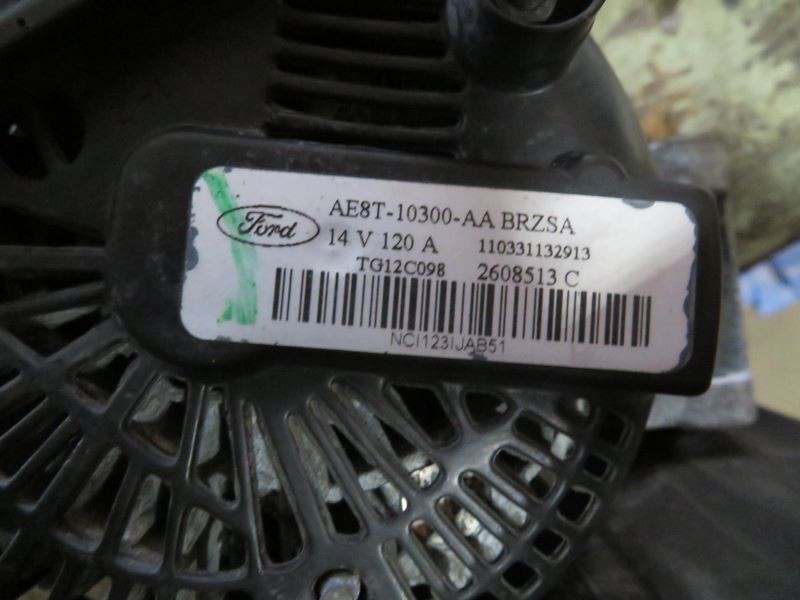 Ford
AE8T-10300-AA BRZSA
14 V 120 A 110331132913
TG12C098 2608513 C
NCI123IJAB51